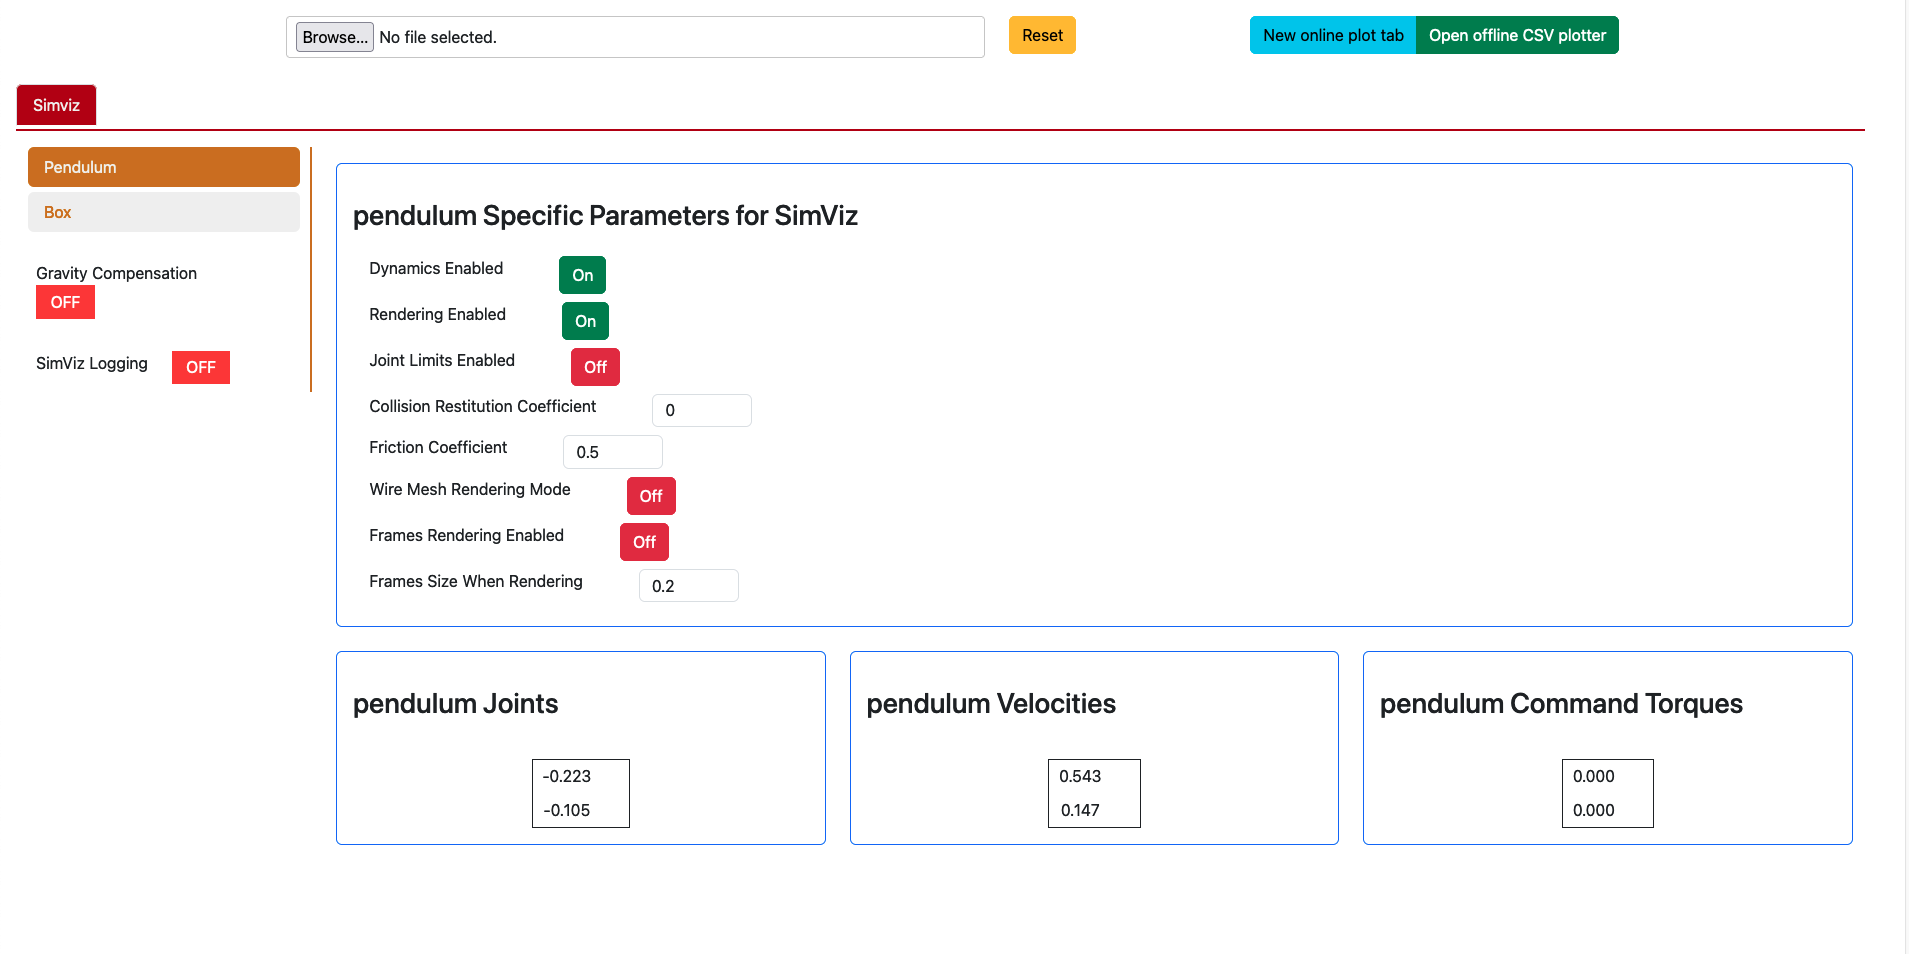 Browse... No file selected.
Reset
New online plot tab
Open offline CSV plotter
Simviz
Pendulum
Box
Gravity Compensation
OFF
SimViz Logging OFF
pendulum Specific Parameters for SimViz
Dynamics Enabled On
Rendering Enabled On
Joint Limits Enabled Off
Collision Restitution Coefficient 0
Friction Coefficient 0.5
Wire Mesh Rendering Mode Off
Frames Rendering Enabled Off
Frames Size When Rendering 0.2
pendulum Joints
-0.223
-0.105
pendulum Velocities
0.543
0.147
pendulum Command Torques
0.000
0.000